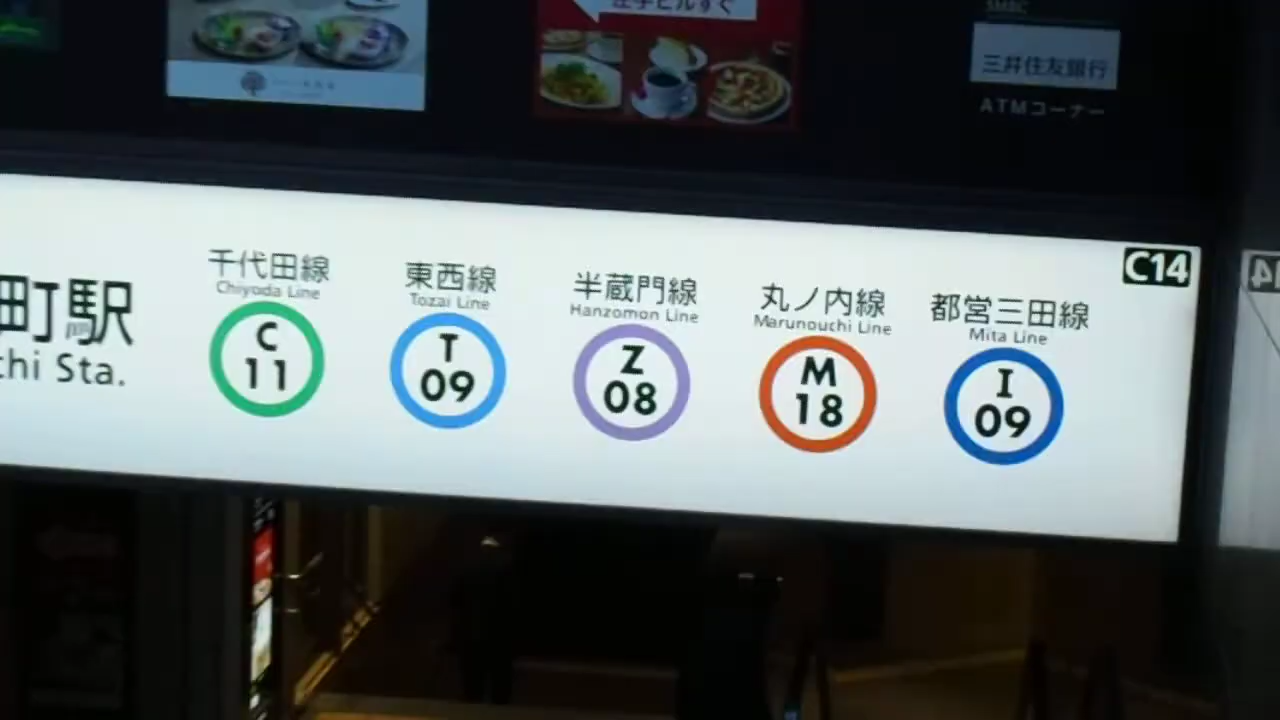 SMBC
三井住友銀行
ATMコーナー
C14
町駅
chi Sta.
千代田線
Chiyoda Line
C
11
東西線
Tozai Line
T
09
半蔵門線
Hanzomon Line
Z
08
丸ノ内線
Marunouchi Line
M
18
都営三田線
Mita Line
I
09